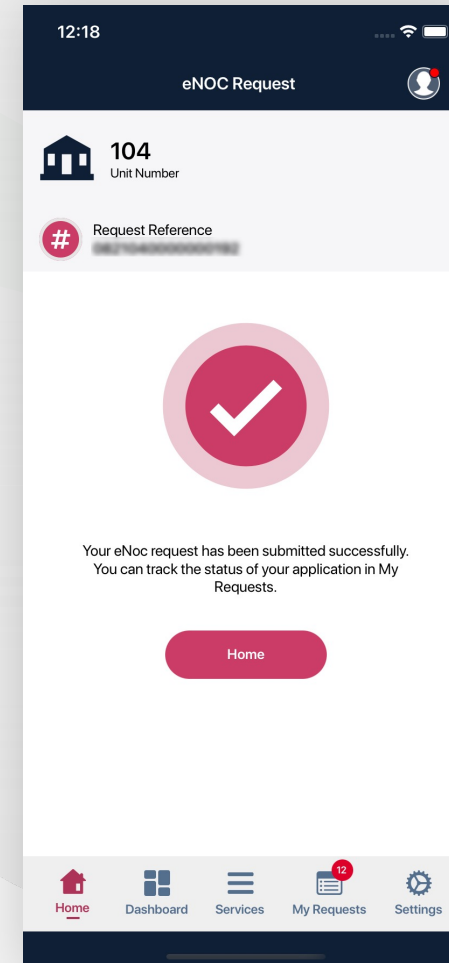 12:18
eNOC Request
104
Unit Number
#
Request Reference
Your eNoc request has been submitted successfully.
You can track the status of your application in My
Requests.
Home
12
Home Dashboard Services My Requests Settings